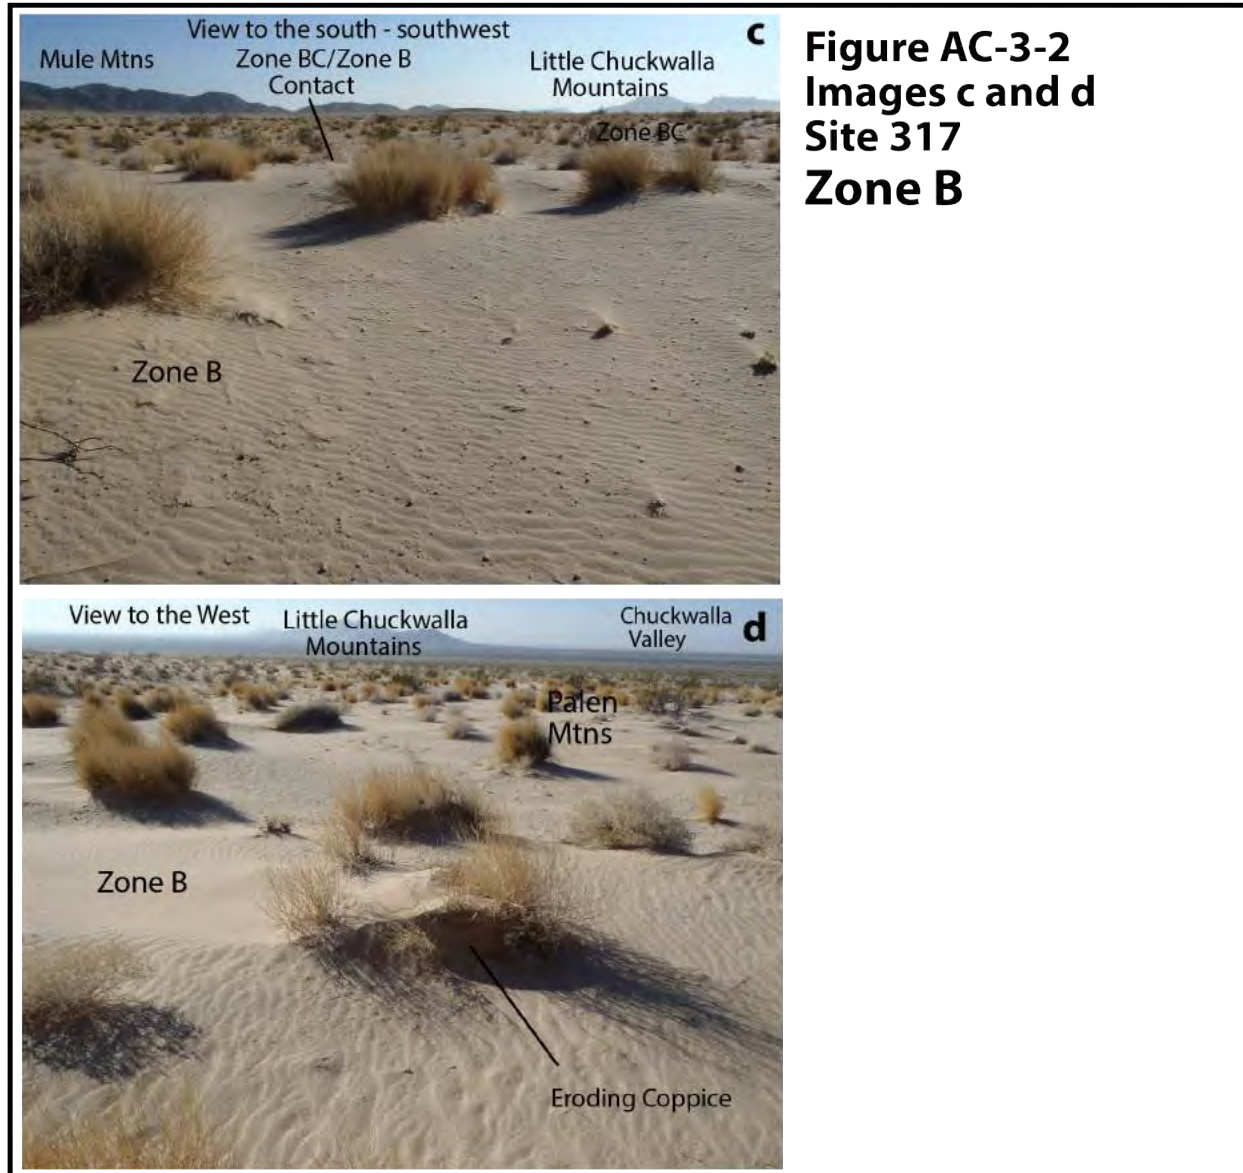 View to the south - southwest
c
Mule Mtns
Zone BC/Zone B
Contact
Little Chuckwalla
Mountains
Zone BC
Zone B
Figure AC-3-2
Images c and d
Site 317
Zone B
View to the West
Little Chuckwalla
Mountains
Chuckwalla
Valley
d
Palen
Mtns
Zone B
Eroding Coppice